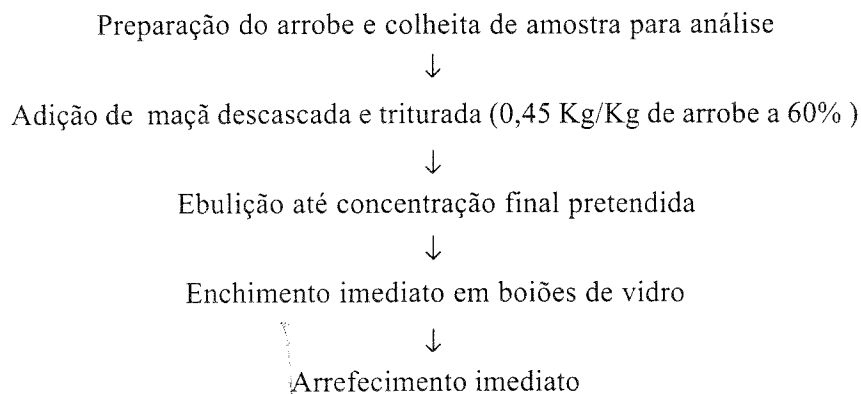 Preparação do arrobe e colheita de amostra para análise
↓
Adição de maçã descascada e triturada (0,45 Kg/Kg de arrobe a 60% )
↓
Ebulição até concentração final pretendida
↓
Enchimento imediato em boiões de vidro
↓
Arrefecimento imediato